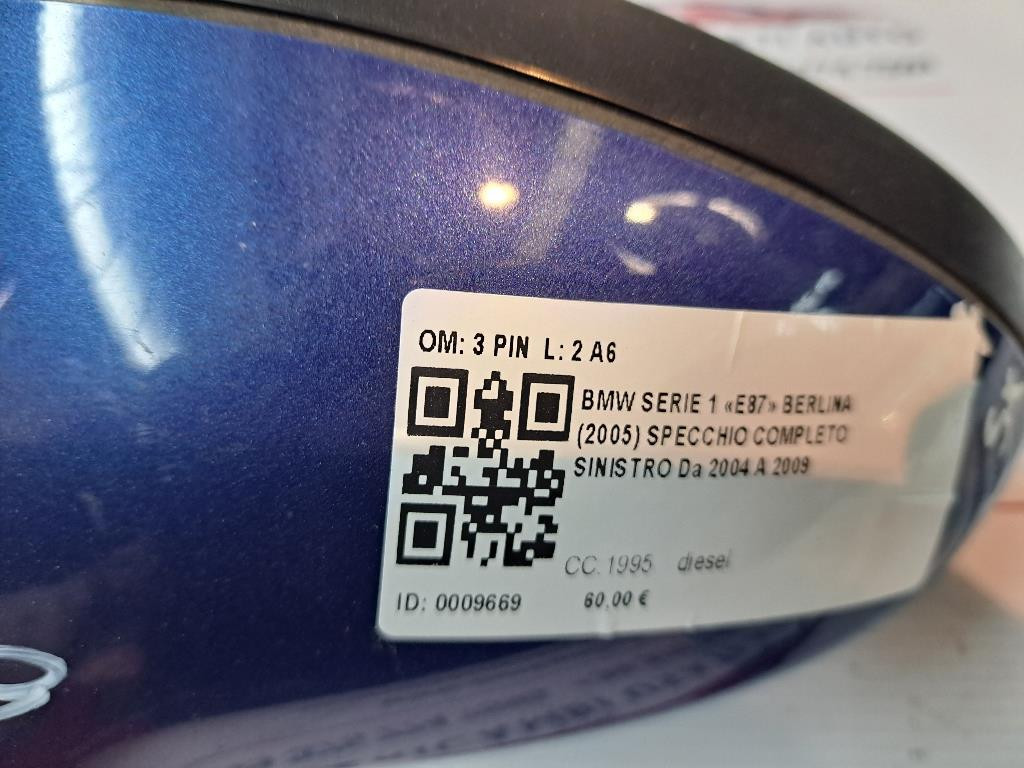 OM: 3 PIN L: 2 A6
BMW SERIE 1 «E87» BERLINA
(2005) SPECCHIO COMPLETO
SINISTRO Da 2004 A 2009
CC. 1995 diesel
ID: 0009669 60,00 €
SX